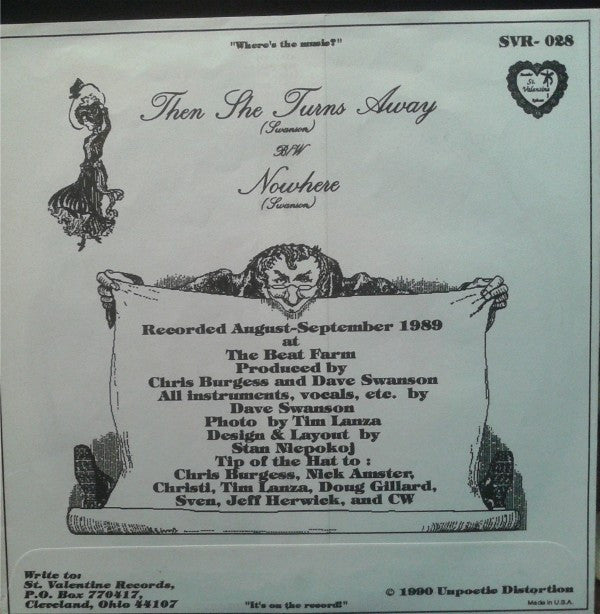 "Where's the music?"
SVR- 028
St.
Valentine
Then She Turns Away
(Swanson)
B/W
Nowhere
(Swanson)
Recorded August-September 1989
at
The Beat Farm
Produced by
Chris Burgess and Dave Swanson
All instruments, vocals, etc. by
Dave Swanson
Photo by Tim Lanza
Design & Layout by
Stan Niepokoj
Tip of the Hat to :
Chris Burgess, Nick Amster,
Christi, Tim Lanza, Doug Gillard,
Sven, Jeff Herwick, and CW
Write to:
St. Valentine Records,
P.O. Box 770417,
Cleveland, Ohio 44107
"It's on the record!"
© 1990 Unpoetic Distortion
Made in U.S.A.